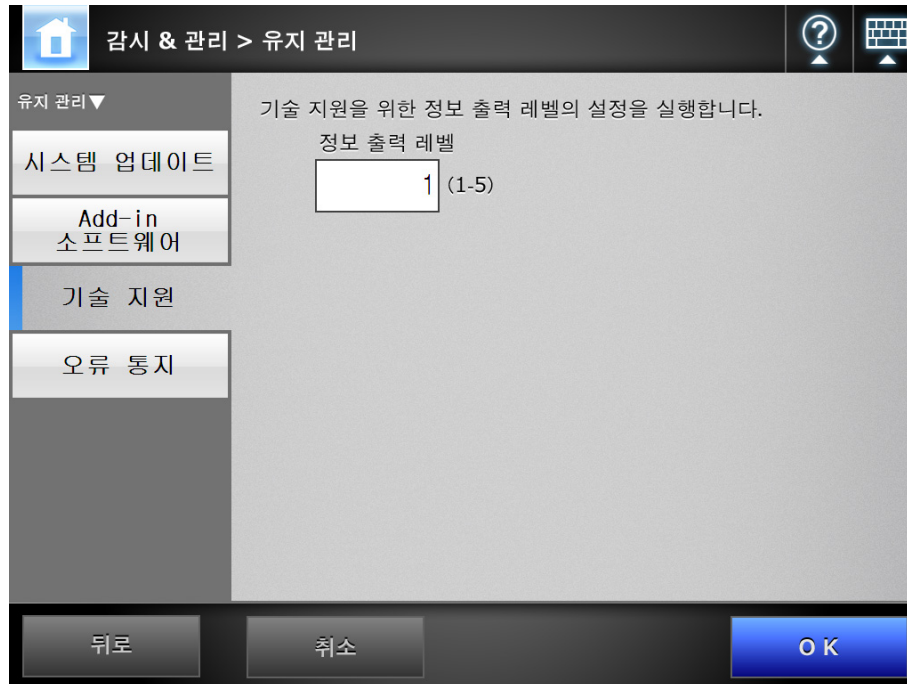 감시 & 관리 > 유지 관리
유지 관리▼
시스템 업데이트
Add-in
소프트웨어
기술 지원
오류 통지
기술 지원을 위한 정보 출력 레벨의 설정을 실행합니다.
정보 출력 레벨
1 (1-5)
뒤로
취소
OK